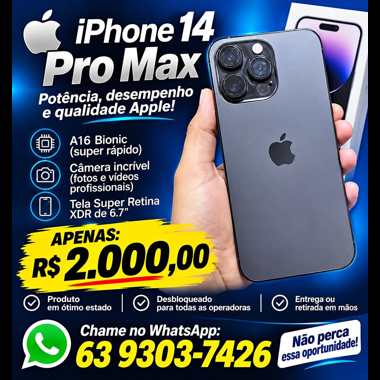 iPhone 14
Pro Max
Potência, desempenho
e qualidade Apple!
A16 Bionic
(super rápido)
Câmera incrível
(fotos e vídeos
profissionais)
Tela Super Retina
XDR de 6.7"
APENAS:
R$ 2.000,00
Produto
em ótimo estado
Desbloqueado
para todas as operadoras
Entrega ou
retirada em mãos
Chame no WhatsApp:
63 9303-7426
Não perca
essa oportunidade!